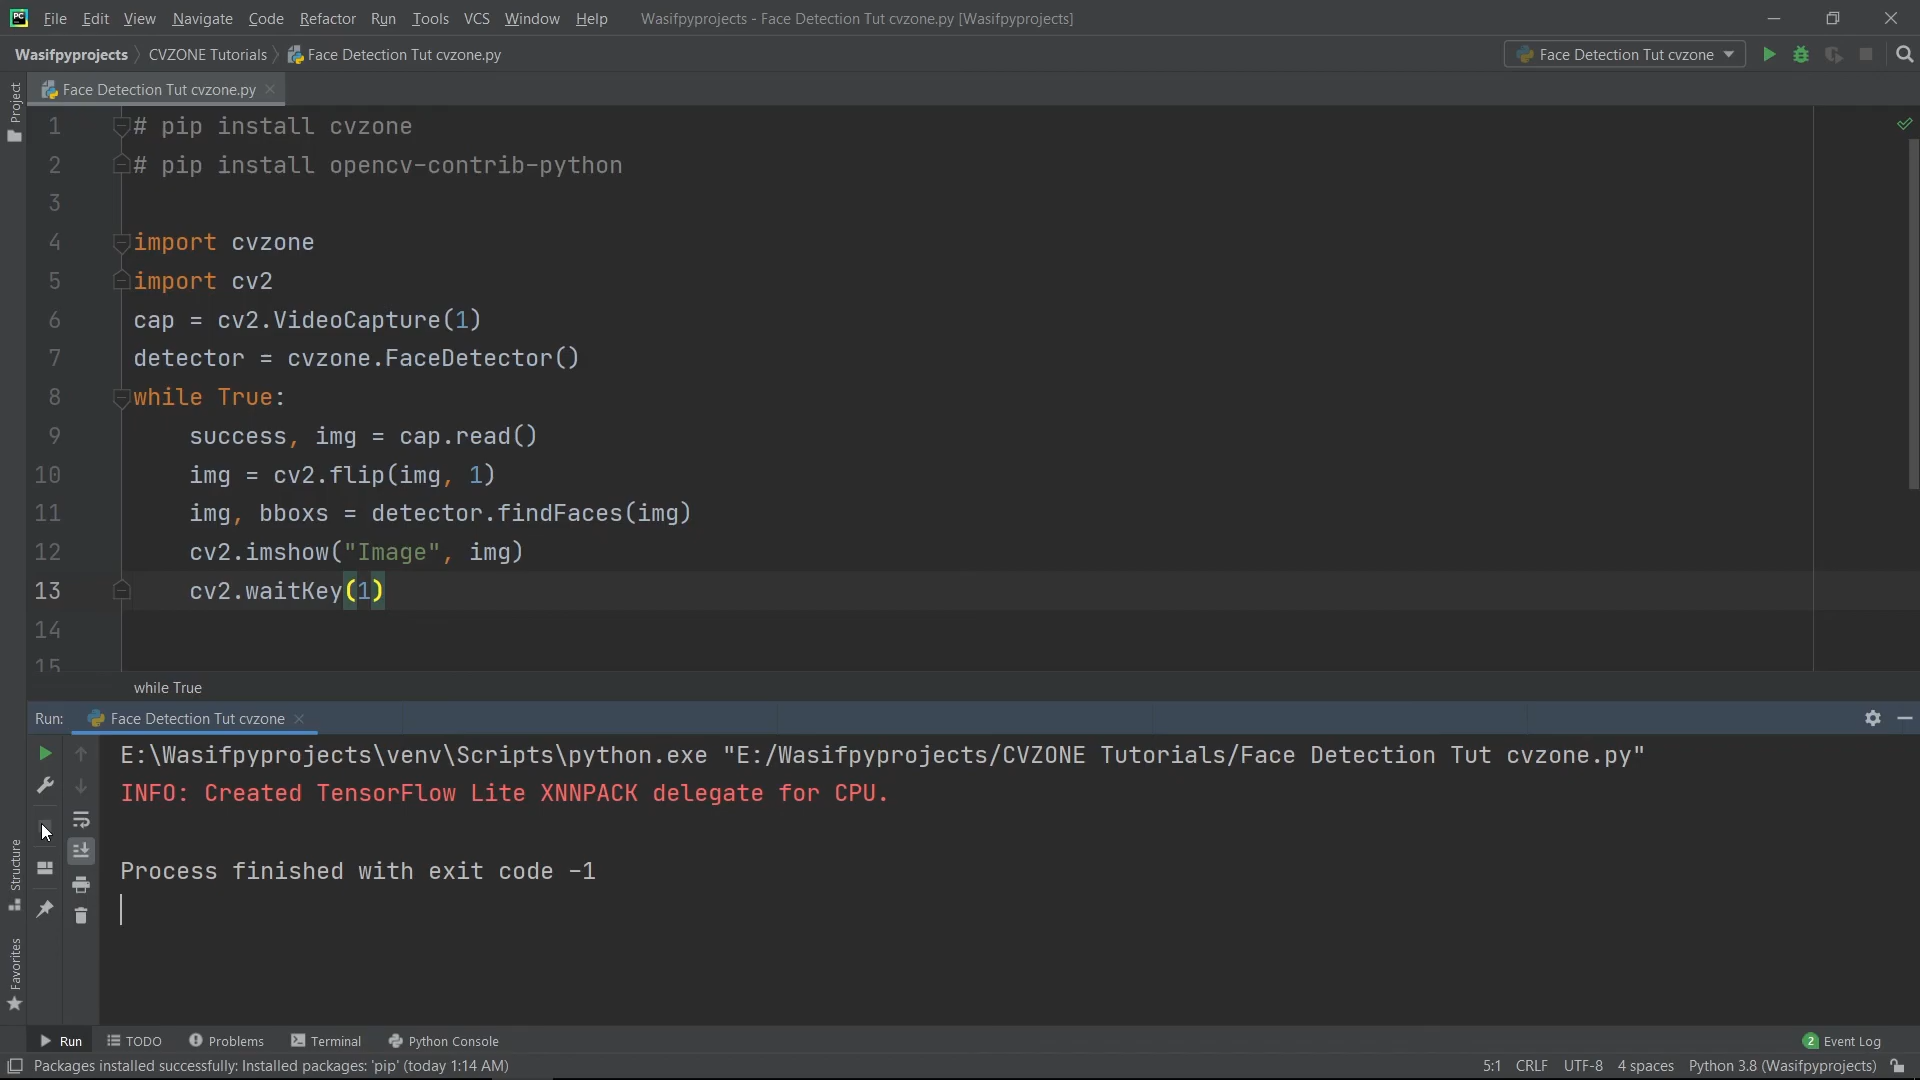 File Edit View Navigate Code Refactor Run Tools VCS Window Help Wasifpyprojects - Face Detection Tut cvzone.py [Wasifpyprojects]
Wasifpyprojects CVZONE Tutorials Face Detection Tut cvzone.py Face Detection Tut cvzone
Project
Face Detection Tut cvzone.py
1 # pip install cvzone
2 # pip install opencv-contrib-python
3
4 import cvzone
5 import cv2
6 cap = cv2.VideoCapture(1)
7 detector = cvzone.FaceDetector()
8 while True:
9 success, img = cap.read()
10 img = cv2.flip(img, 1)
11 img, bboxs = detector.findFaces(img)
12 cv2.imshow("Image", img)
13 cv2.waitKey(1)
14
15
while True
Run: Face Detection Tut cvzone
E:\Wasifpyprojects\venv\Scripts\python.exe "E:/Wasifpyprojects/CVZONE Tutorials/Face Detection Tut cvzone.py"
INFO: Created TensorFlow Lite XNNPACK delegate for CPU.
Process finished with exit code -1
Structure
Favorites
Run TODO Problems Terminal Python Console 2 Event Log
Packages installed successfully: Installed packages: 'pip' (today 1:14 AM) 5:1 CRLF UTF-8 4 spaces Python 3.8 (Wasifpyprojects)